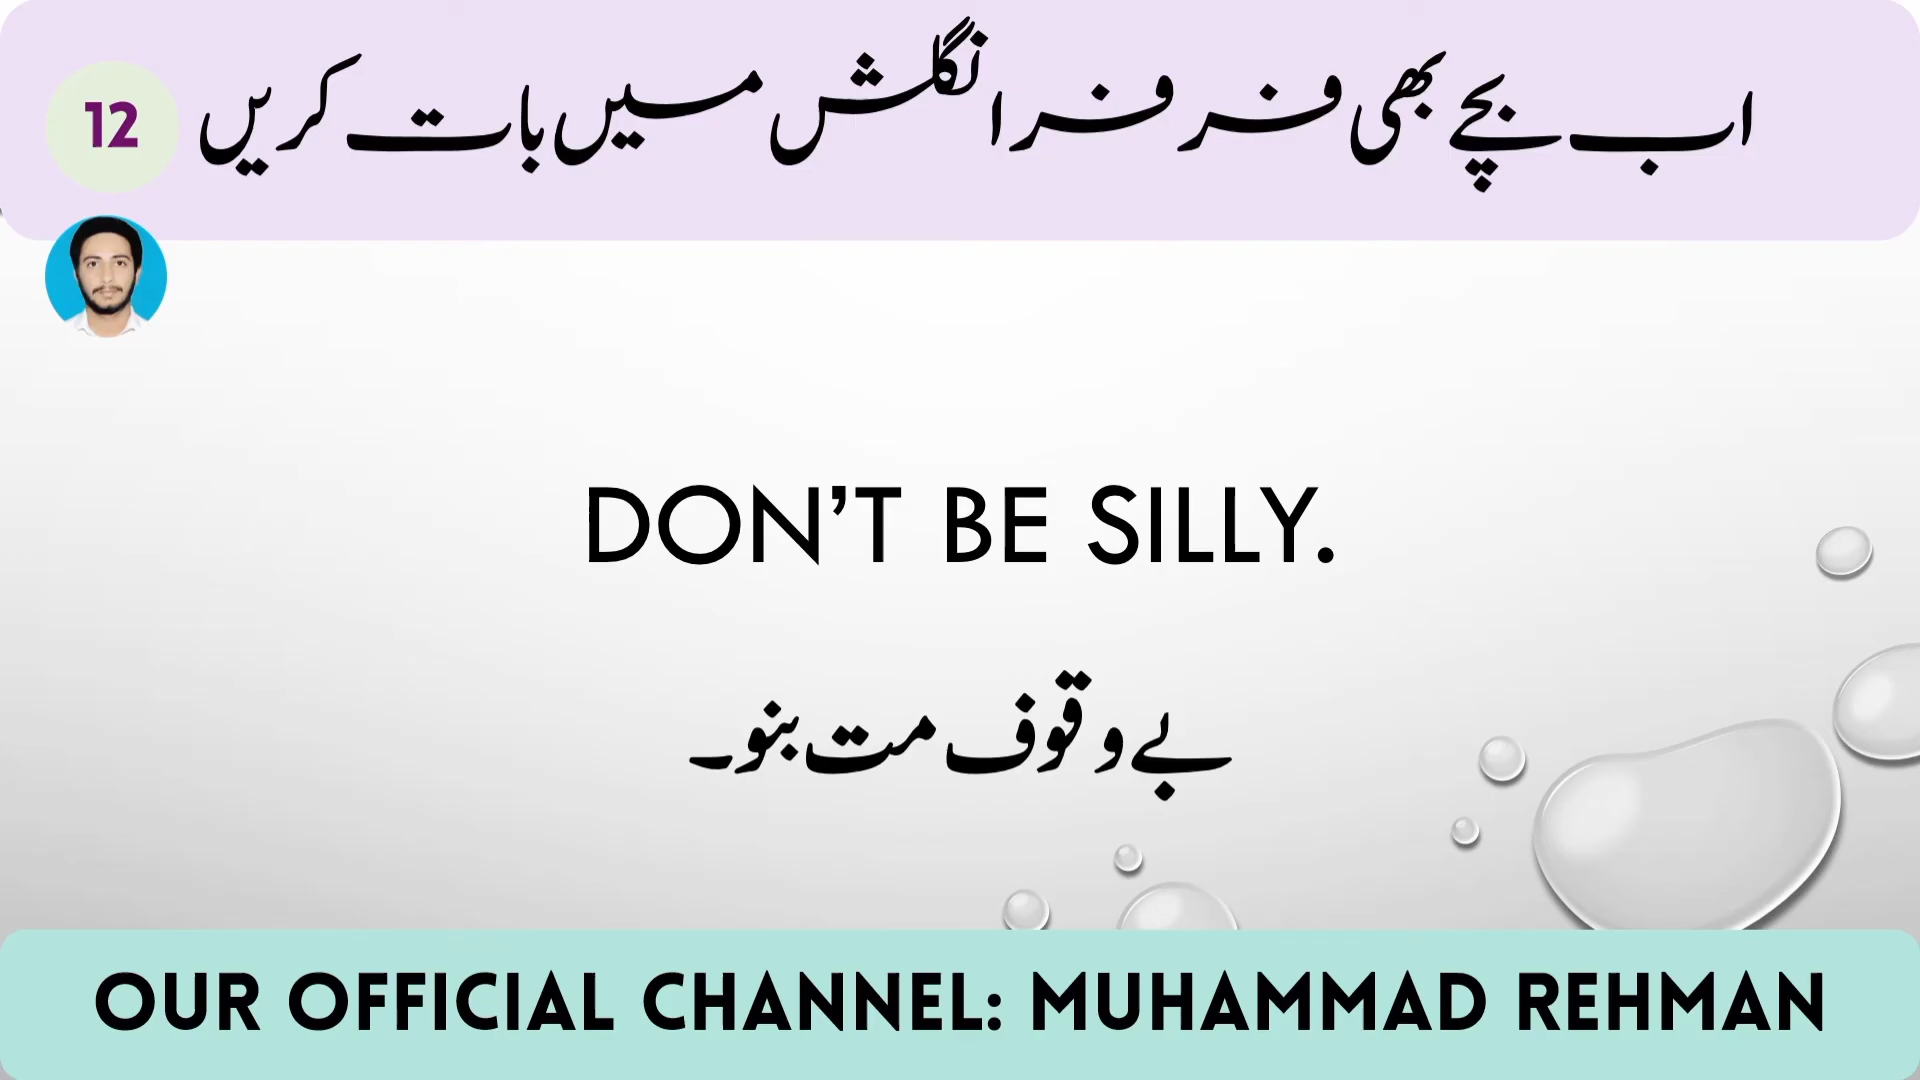 اب بچے بھی فر فر انگلش میں بات کریں
12
DON’T BE SILLY.
بے وقوف مت بنو۔
OUR OFFICIAL CHANNEL: MUHAMMAD REHMAN